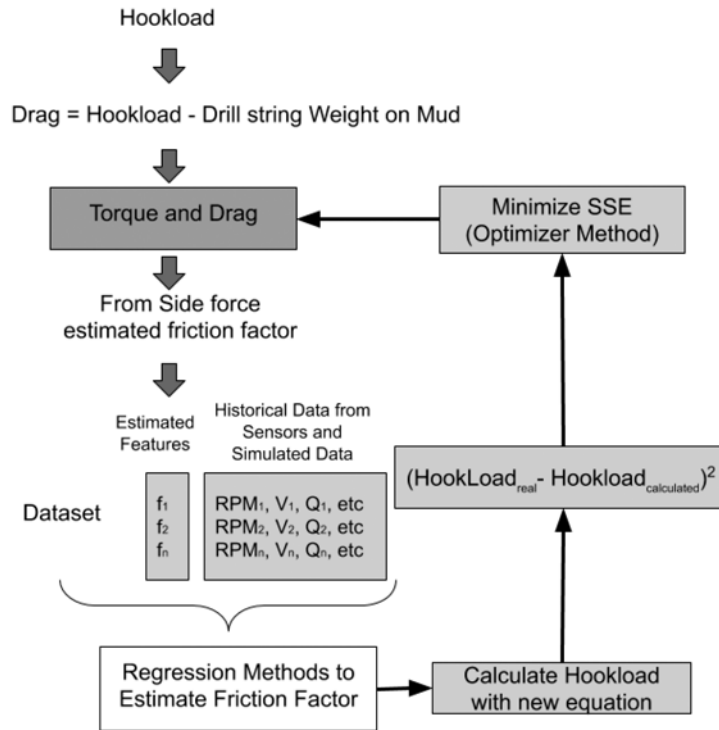 Hookload
Drag = Hookload - Drill string Weight on Mud
Torque and Drag
Minimize SSE
(Optimizer Method)
From Side force
estimated friction factor
Estimated
Features
Historical Data from
Sensors and
Simulated Data
(HookLoadreal- Hookloadcalculated)2
Dataset
f1
f2
fn
RPM1, V1, Q1, etc
RPM2, V2, Q2, etc
RPMn, Vn, Qn, etc
Regression Methods to
Estimate Friction Factor
Calculate Hookload
with new equation